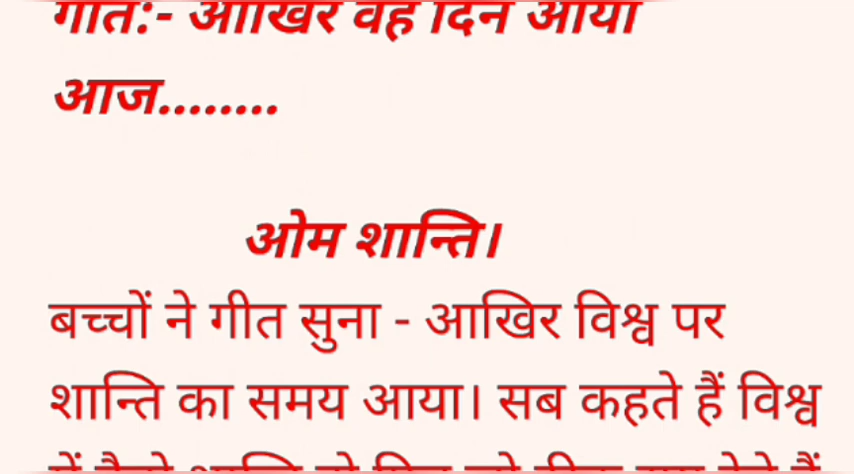 गीत:- आखिर वह दिन आया
आज........
ओम शान्ति।
बच्चों ने गीत सुना - आखिर विश्व पर
शान्ति का समय आया। सब कहते हैं विश्व